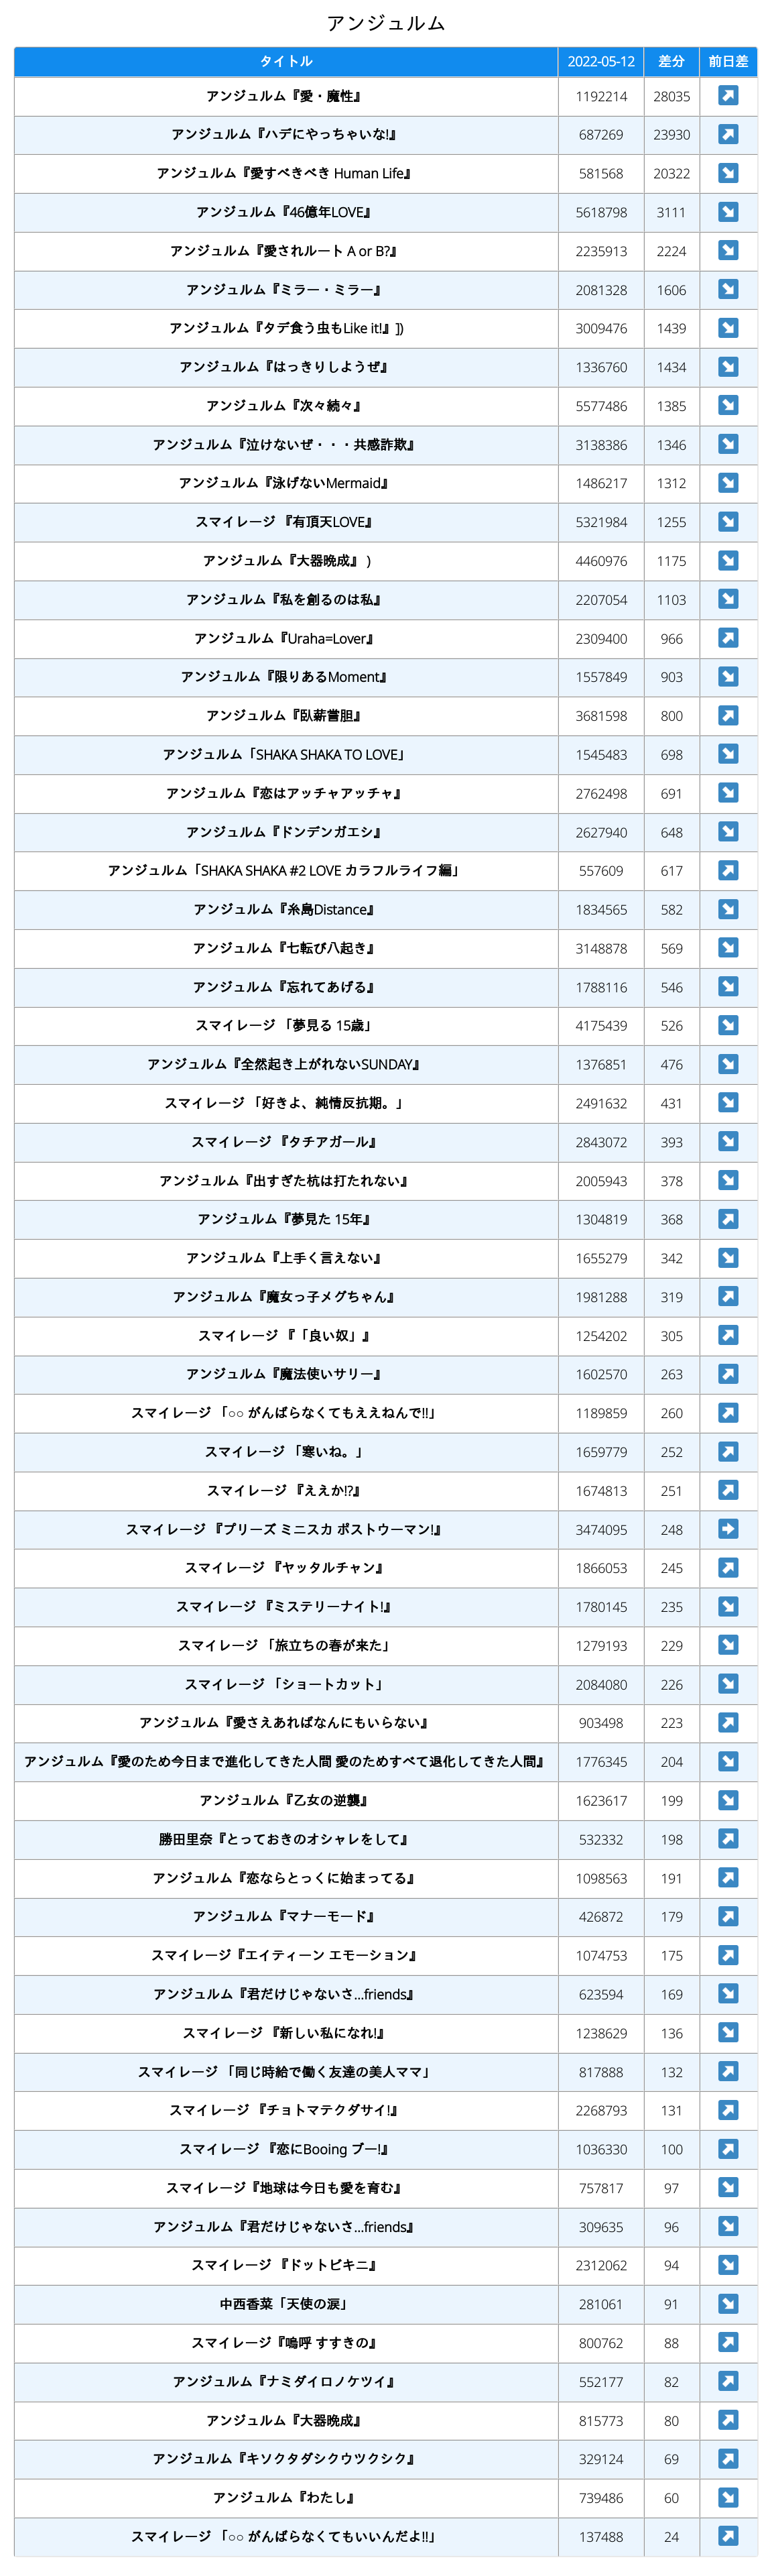 アンジュルム
タイトル 2022-05-12 差分 前日差
アンジュルム『愛・魔性』 1192214 28035 ↗
アンジュルム『ハデにやっちゃいな!』 687269 23930 ↗
アンジュルム『愛すべきべき Human Life』 581568 20322 ↘
アンジュルム『46億年LOVE』 5618798 3111 ↘
アンジュルム『愛されルート A or B?』 2235913 2224 ↘
アンジュルム『ミラー・ミラー』 2081328 1606 ↘
アンジュルム『タデ食う虫もLike it!』]) 3009476 1439 ↘
アンジュルム『はっきりしようぜ』 1336760 1434 ↘
アンジュルム『次々続々』 5577486 1385 ↘
アンジュルム『泣けないぜ・・・共感詐欺』 3138386 1346 ↘
アンジュルム『泳げないMermaid』 1486217 1312 ↘
スマイレージ 『有頂天LOVE』 5321984 1255 ↘
アンジュルム『大器晩成』 ) 4460976 1175 ↘
アンジュルム『私を創るのは私』 2207054 1103 ↘
アンジュルム『Uraha=Lover』 2309400 966 ↗
アンジュルム『限りあるMoment』 1557849 903 ↘
アンジュルム『臥薪嘗胆』 3681598 800 ↗
アンジュルム「SHAKA SHAKA TO LOVE」 1545483 698 ↘
アンジュルム『恋はアッチャアッチャ』 2762498 691 ↘
アンジュルム『ドンデンガエシ』 2627940 648 ↘
アンジュルム「SHAKA SHAKA #2 LOVE カラフルライフ編」 557609 617 ↗
アンジュルム『糸島Distance』 1834565 582 ↘
アンジュルム『七転び八起き』 3148878 569 ↘
アンジュルム『忘れてあげる』 1788116 546 ↘
スマイレージ 「夢見る 15歳」 4175439 526 ↘
アンジュルム『全然起き上がれないSUNDAY』 1376851 476 ↘
スマイレージ 「好きよ、純情反抗期。」 2491632 431 ↘
スマイレージ 『タチアガール』 2843072 393 ↘
アンジュルム『出すぎた杭は打たれない』 2005943 378 ↘
アンジュルム『夢見た 15年』 1304819 368 ↗
アンジュルム『上手く言えない』 1655279 342 ↘
アンジュルム『魔女っ子メグちゃん』 1981288 319 ↗
スマイレージ 『「良い奴」』 1254202 305 ↗
アンジュルム『魔法使いサリー』 1602570 263 ↗
スマイレージ 「○○ がんばらなくてもええねんで!!」 1189859 260 ↗
スマイレージ 「寒いね。」 1659779 252 ↗
スマイレージ 『ええか!?』 1674813 251 ↗
スマイレージ 『プリーズ ミニスカ ポストウーマン!』 3474095 248 ➡
スマイレージ 『ヤッタルチャン』 1866053 245 ↗
スマイレージ 『ミステリーナイト!』 1780145 235 ↘
スマイレージ 「旅立ちの春が来た」 1279193 229 ↘
スマイレージ 「ショートカット」 2084080 226 ↘
アンジュルム『愛さえあればなんにもいらない』 903498 223 ↗
アンジュルム『愛のため今日まで進化してきた人間 愛のためすべて退化してきた人間』 1776345 204 ↘
アンジュルム『乙女の逆襲』 1623617 199 ↘
勝田里奈『とっておきのオシャレをして』 532332 198 ↗
アンジュルム『恋ならとっくに始まってる』 1098563 191 ↗
アンジュルム『マナーモード』 426872 179 ↗
スマイレージ『エイティーン エモーション』 1074753 175 ↗
アンジュルム『君だけじゃないさ...friends』 623594 169 ↘
スマイレージ 『新しい私になれ!』 1238629 136 ↘
スマイレージ 「同じ時給で働く友達の美人ママ」 817888 132 ↗
スマイレージ 『チョトマテクダサイ!』 2268793 131 ↗
スマイレージ 『恋にBooing ブー!』 1036330 100 ↗
スマイレージ『地球は今日も愛を育む』 757817 97 ↘
アンジュルム『君だけじゃないさ...friends』 309635 96 ↘
スマイレージ 『ドットビキニ』 2312062 94 ↘
中西香菜「天使の涙」 281061 91 ↘
スマイレージ『嗚呼 すすきの』 800762 88 ↗
アンジュルム『ナミダイロノケツイ』 552177 82 ↗
アンジュルム『大器晩成』 815773 80 ↗
アンジュルム『キソクタダシクウツクシク』 329124 69 ↗
アンジュルム『わたし』 739486 60 ↘
スマイレージ 「○○ がんばらなくてもいいんだよ!!」 137488 24 ↗